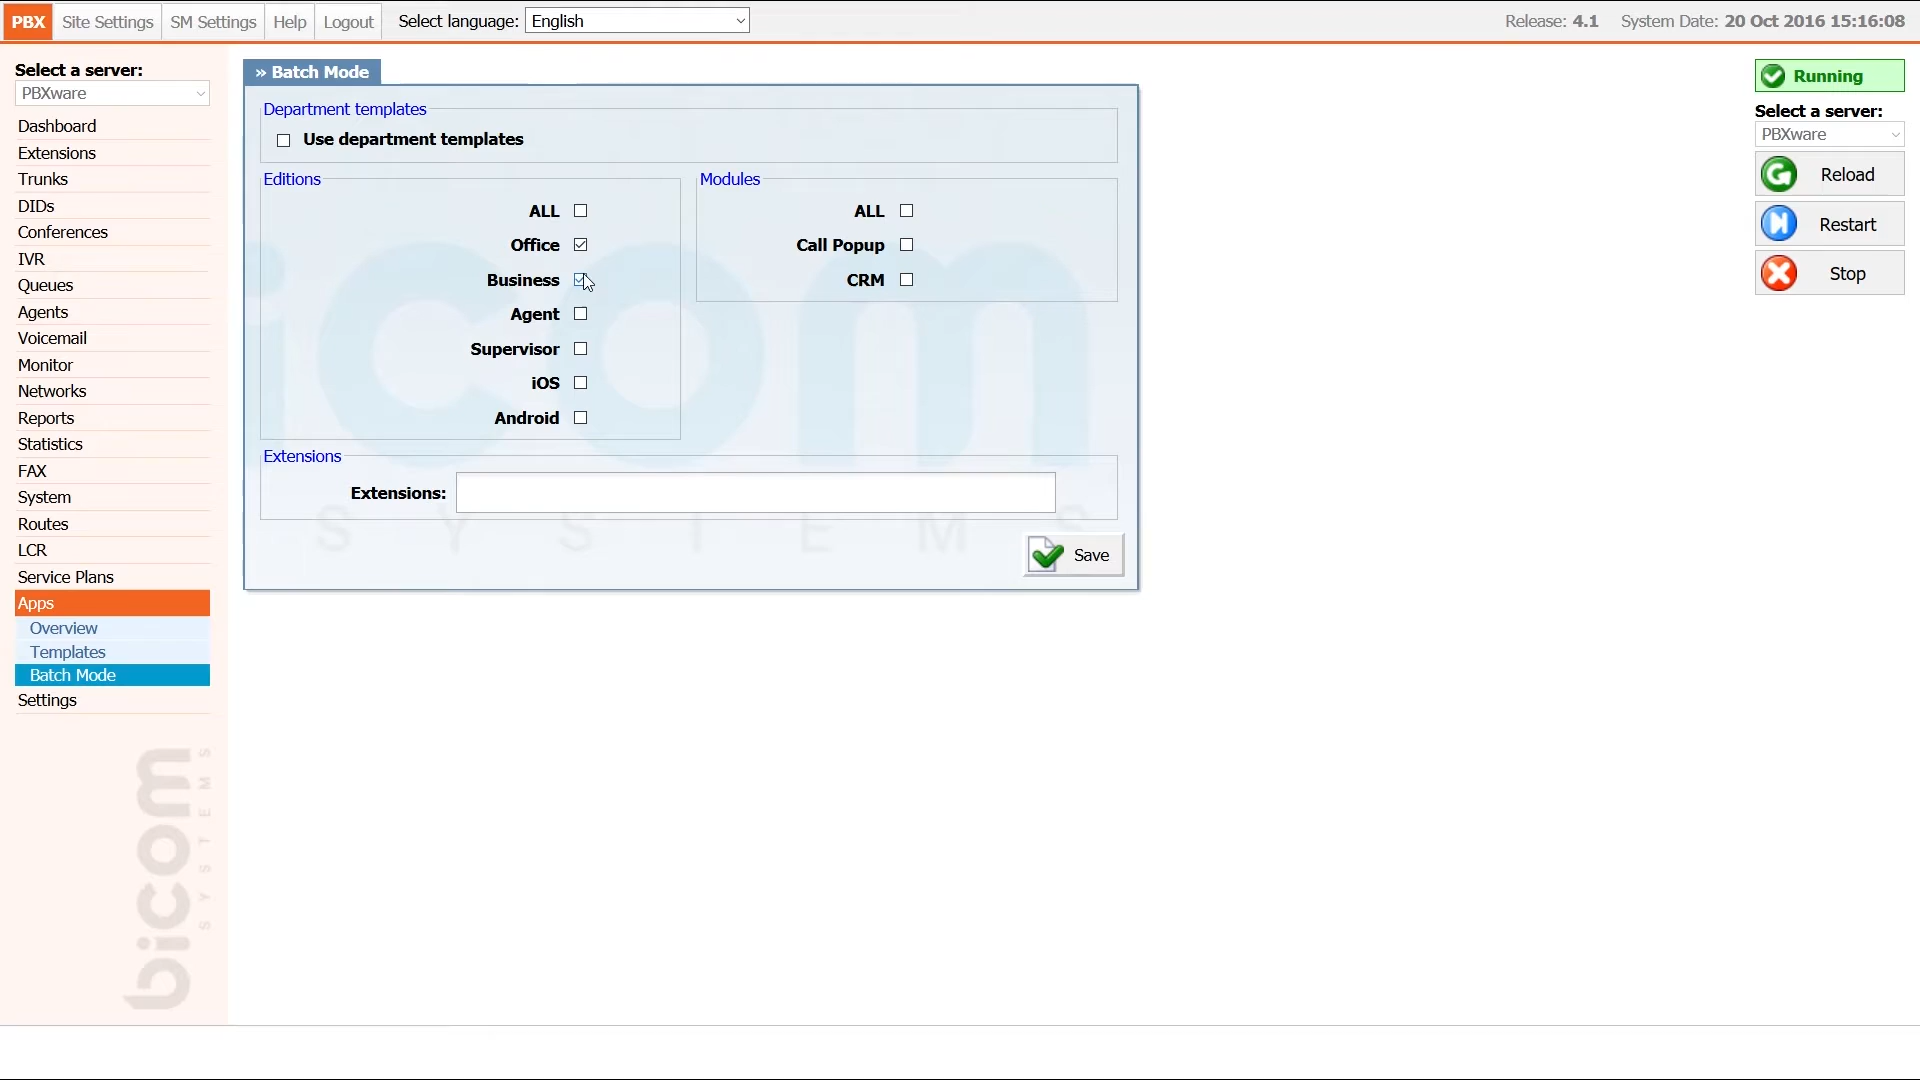 PBX Site Settings SM Settings Help Logout Select language: English Release: 4.1 System Date: 20 Oct 2016 15:16:08
Select a server:
PBXware
Dashboard
Extensions
Trunks
DIDs
Conferences
IVR
Queues
Agents
Voicemail
Monitor
Networks
Reports
Statistics
FAX
System
Routes
LCR
Service Plans
Apps
Overview
Templates
Batch Mode
Settings
bicom
SYSTEMS
» Batch Mode
Department templates
Use department templates
Editions
ALL
Office
Business
Agent
Supervisor
iOS
Android
Modules
ALL
Call Popup
CRM
Extensions
Extensions:
Save
bicom
SYSTEMS
Running
Select a server:
PBXware
Reload
Restart
Stop